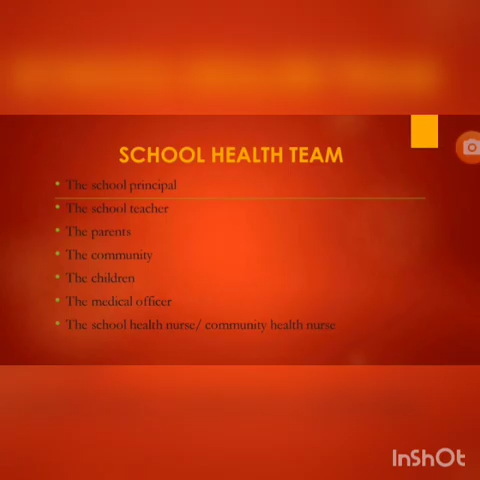 SCHOOL HEALTH TEAM
• The school principal
• The school teacher
• The parents
• The community
• The children
• The medical officer
• The school health nurse/ community health nurse
InShOt